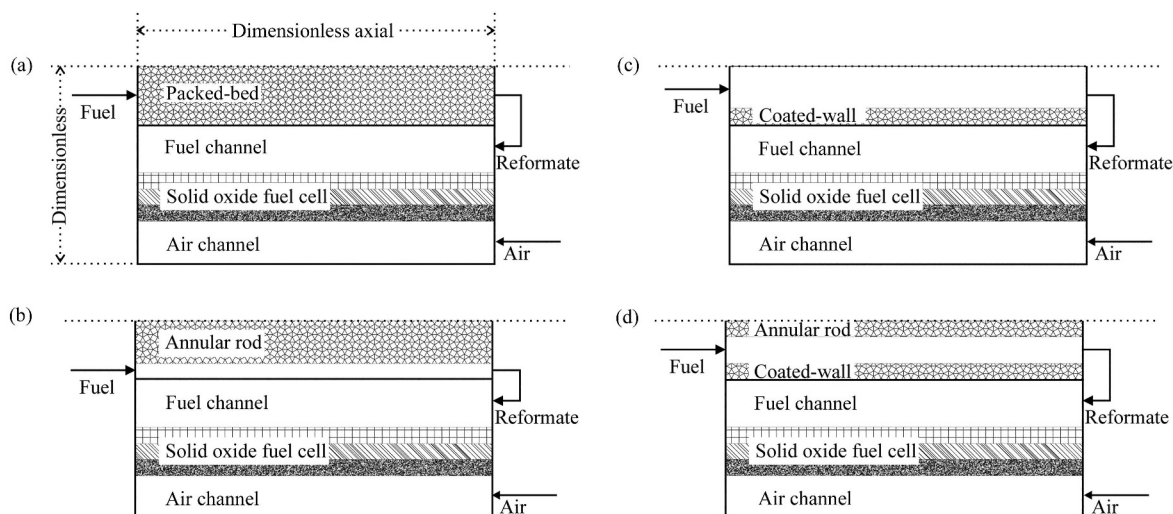 (a)
Dimensionless axial
Dimensionless
Fuel
Packed-bed
Fuel channel
Reformate
Solid oxide fuel cell
Air channel
Air
(c)
Fuel
Coated-wall
Fuel channel
Reformate
Solid oxide fuel cell
Air channel
Air
(b)
Annular rod
Fuel
Fuel channel
Reformate
Solid oxide fuel cell
Air channel
Air
(d)
Annular rod
Fuel
Coated-wall
Fuel channel
Reformate
Solid oxide fuel cell
Air channel
Air